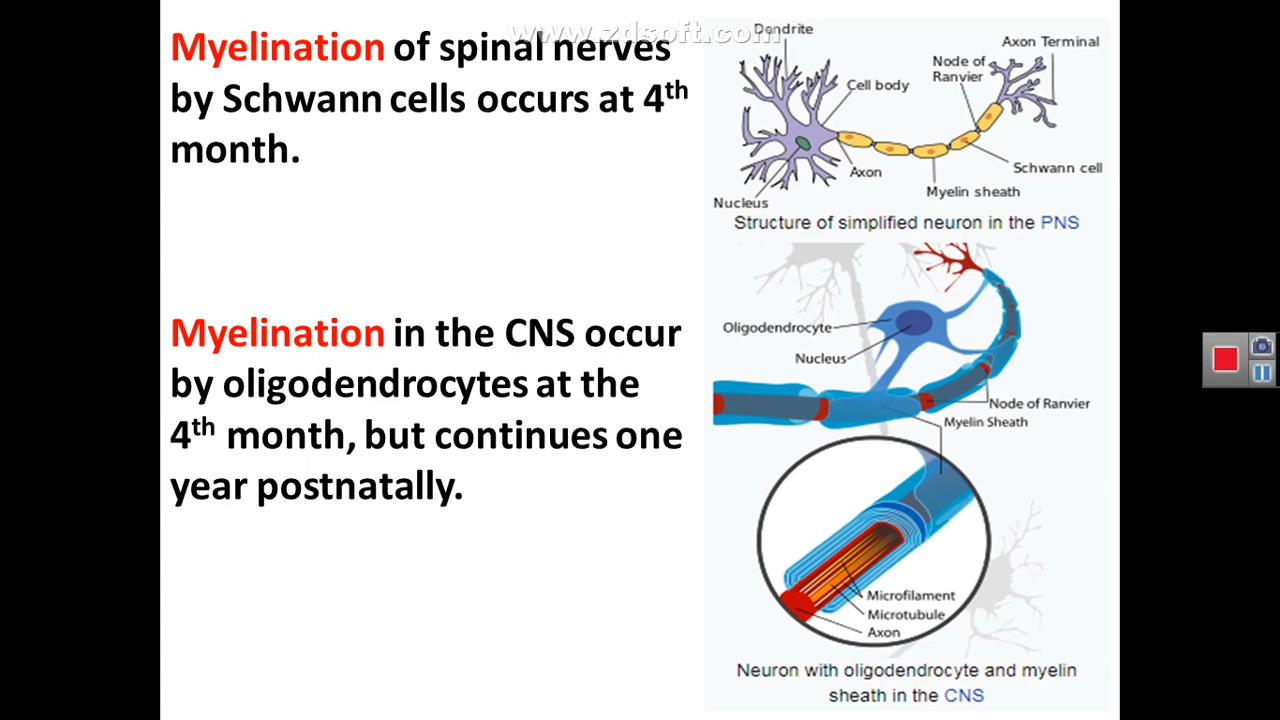 www.zdsoft.com
Myelination of spinal nerves
by Schwann cells occurs at 4th
month.
Myelination in the CNS occur
by oligodendrocytes at the
4th month, but continues one
year postnatally.
Dendrite
Axon Terminal
Node of
Ranvier
Cell body
Schwann cell
Axon
Myelin sheath
Nucleus
Structure of simplified neuron in the PNS
Oligodendrocyte
Nucleus
Node of Ranvier
Myelin Sheath
Microfilament
Microtubule
Axon
Neuron with oligodendrocyte and myelin
sheath in the CNS